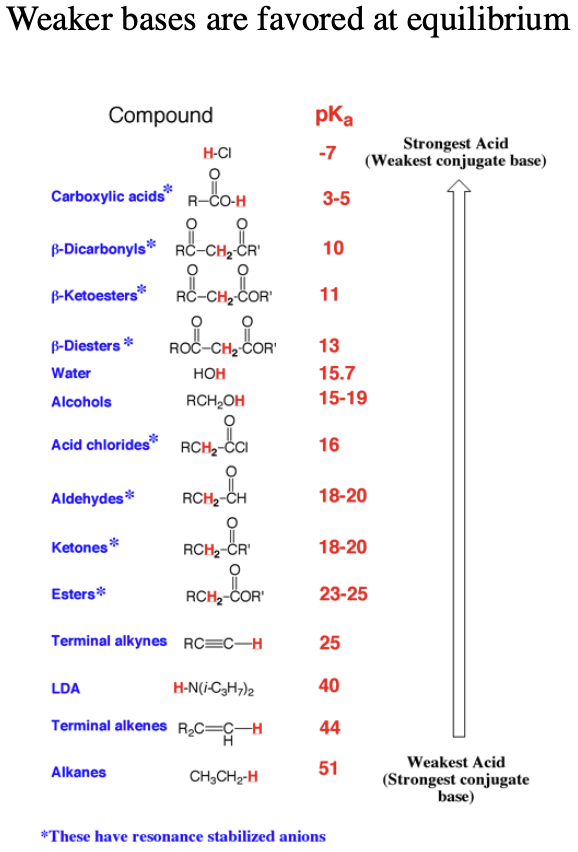 Weaker bases are favored at equilibrium
Compound pKa
Strongest Acid
(Weakest conjugate base)
H-Cl -7
O
Carboxylic acids* R–CO-H 3-5
O O
β-Dicarbonyls* RC–CH2-CR' 10
O O
β-Ketoesters* RC–CH2-COR' 11
O O
β-Diesters * ROC–CH2-COR' 13
Water HOH 15.7
Alcohols RCH2OH 15-19
O
Acid chlorides* RCH2-CCl 16
O
Aldehydes* RCH2-CH 18-20
O
Ketones* RCH2-CR' 18-20
O
Esters* RCH2-COR' 23-25
Terminal alkynes RC≡C—H 25
LDA H-N(i-C3H7)2 40
Terminal alkenes R2C=C—H 44
H
Alkanes CH3CH2-H 51
Weakest Acid
(Strongest conjugate
base)
*These have resonance stabilized anions